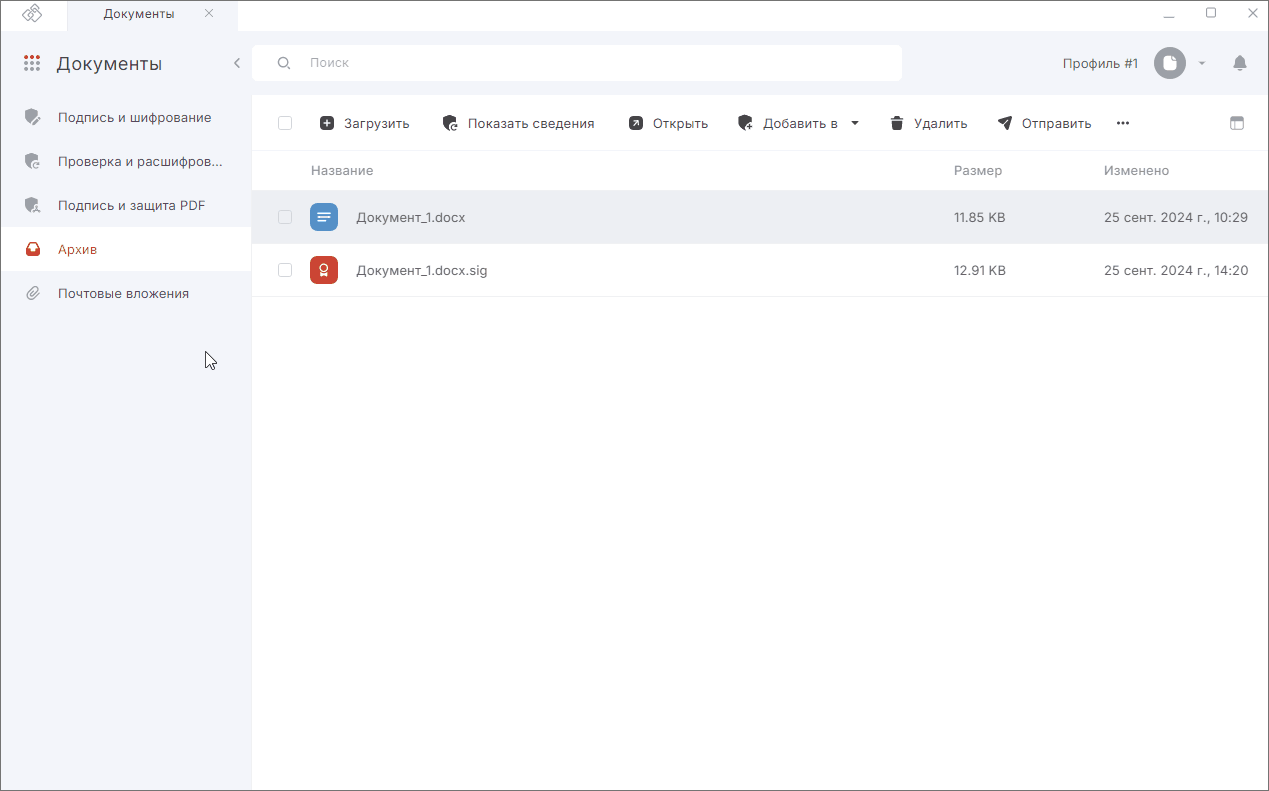 Документы
Документы
Поиск
Профиль #1
Подпись и шифрование
Проверка и расшифров...
Подпись и защита PDF
Архив
Почтовые вложения
Загрузить Показать сведения Открыть Добавить в Удалить Отправить
Название Размер Изменено
Документ_1.docx 11.85 KB 25 сент. 2024 г., 10:29
Документ_1.docx.sig 12.91 KB 25 сент. 2024 г., 14:20